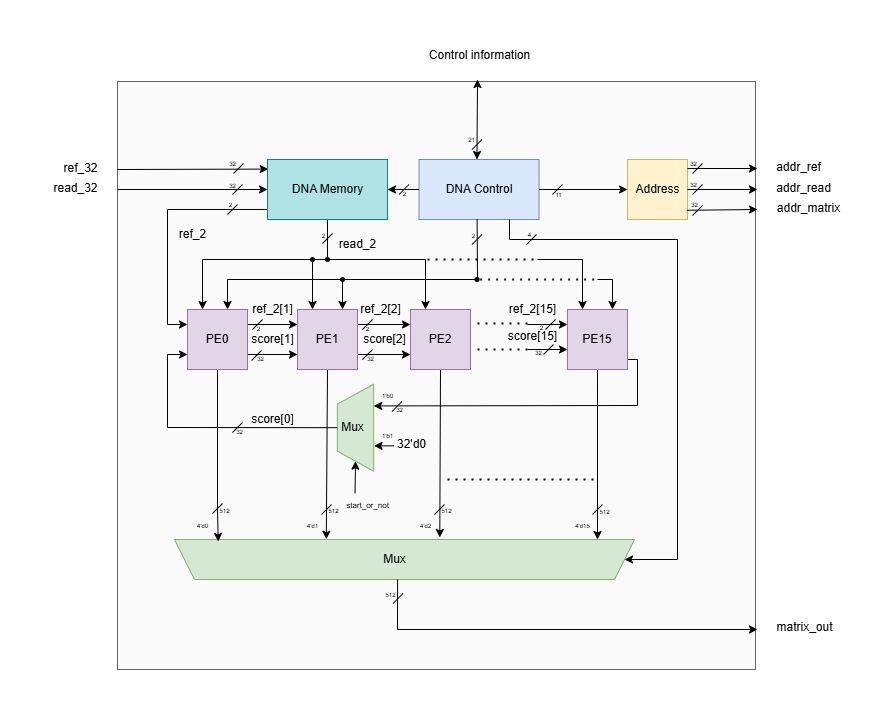 Control information
21
ref_32
32
DNA Memory
DNA Control
Address
32
addr_ref
read_32
32
2
11
32
addr_read
2
32
addr_matrix
ref_2
2
read_2
2
4
PE0
ref_2[1]
2
score[1]
32
PE1
ref_2[2]
2
score[2]
32
PE2
ref_2[15]
2
score[15]
32
PE15
1'b0
32
score[0]
32
Mux
1'b1
32'd0
start_or_not
512
4'd0
512
4'd1
512
4'd2
512
4'd15
Mux
512
matrix_out